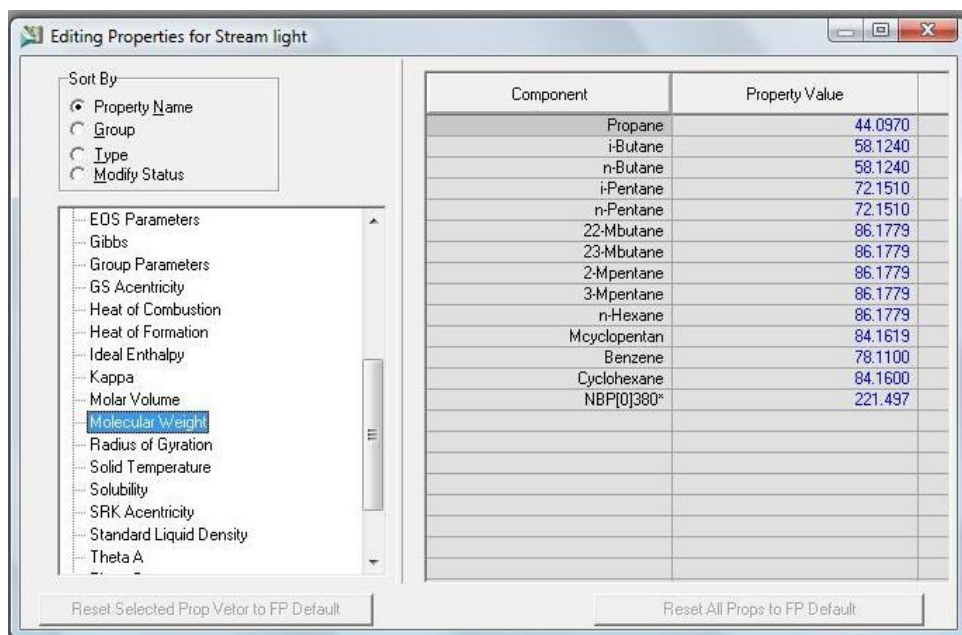 Editing Properties for Stream light
Sort By
Property Name
Group
Type
Modify Status
EOS Parameters
Gibbs
Group Parameters
GS Acentricity
Heat of Combustion
Heat of Formation
Ideal Enthalpy
Kappa
Molar Volume
Molecular Weight
Radius of Gyration
Solid Temperature
Solubility
SRK Acentricity
Standard Liquid Density
Theta A
Reset Selected Prop Vetor to FP Default
Component Property Value
Propane 44.0970
i-Butane 58.1240
n-Butane 58.1240
i-Pentane 72.1510
n-Pentane 72.1510
22-Mbutane 86.1779
23-Mbutane 86.1779
2-Mpentane 86.1779
3-Mpentane 86.1779
n-Hexane 86.1779
Mcyclopentan 84.1619
Benzene 78.1100
Cyclohexane 84.1600
NBP[0]380* 221.497
Reset All Props to FP Default